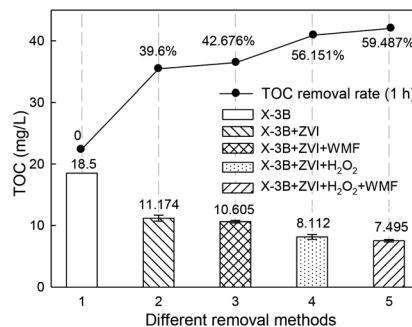 TOC (mg/L)
40
30
20
10
0
0
39.6%
42.676%
56.151%
59.487%
TOC removal rate (1 h)
X-3B
X-3B+ZVI
X-3B+ZVI+WMF
X-3B+ZVI+H₂O₂
X-3B+ZVI+H₂O₂+WMF
18.5
11.174
10.605
8.112
7.495
1 2 3 4 5
Different removal methods